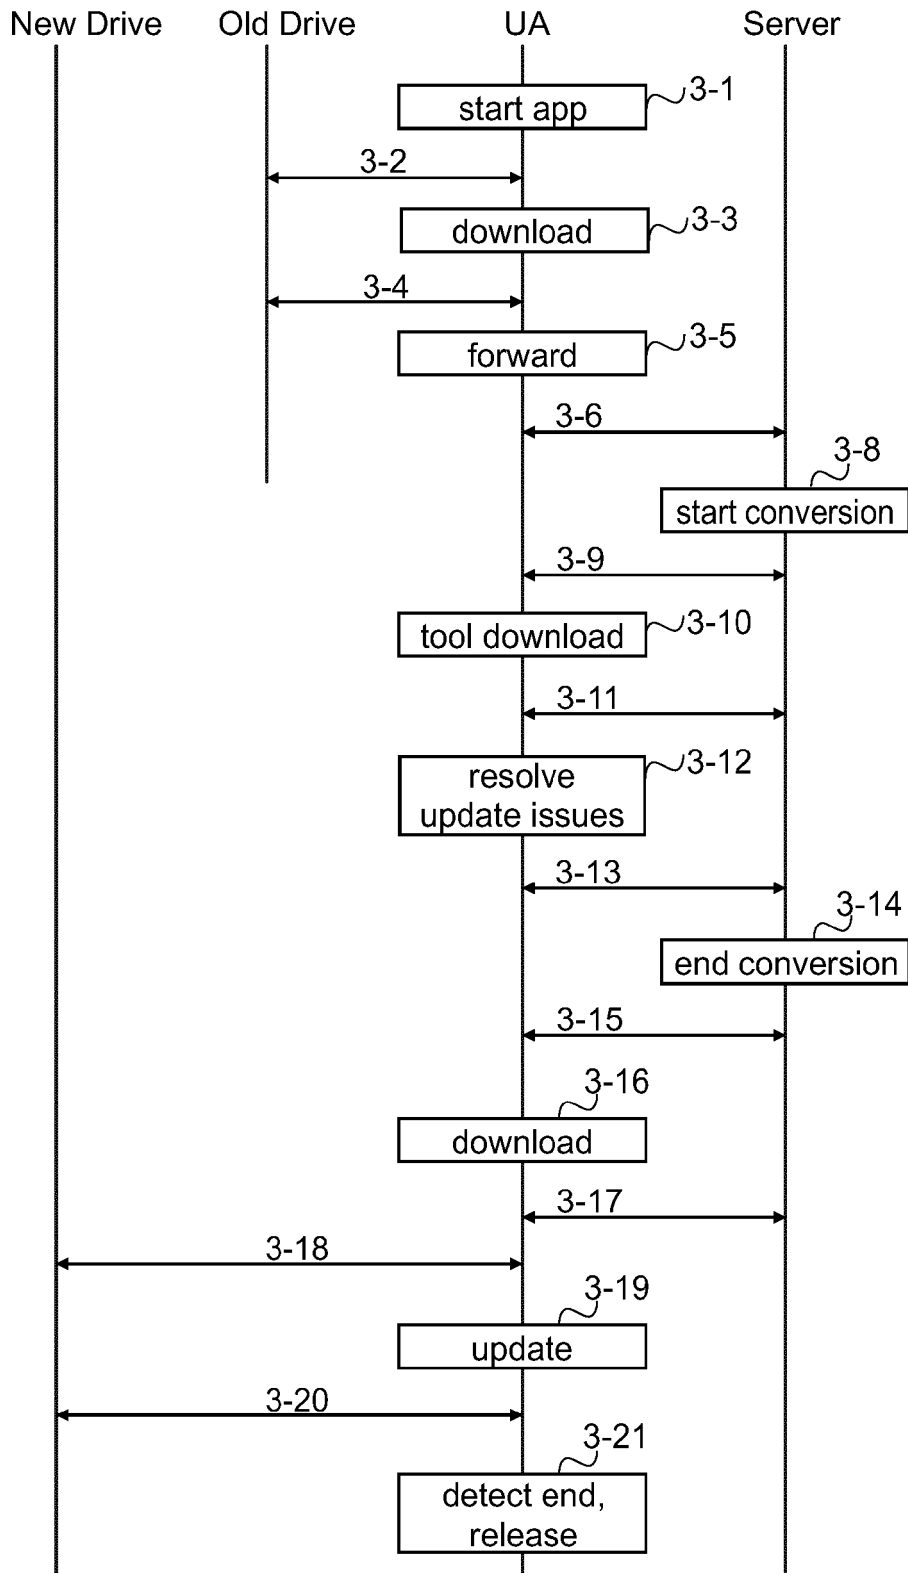 New Drive
Old Drive
UA
Server
start app
3-1
3-2
download
3-3
3-4
forward
3-5
3-6
3-8
start conversion
3-9
tool download
3-10
3-11
resolve
update issues
3-12
3-13
3-14
end conversion
3-15
3-16
download
3-17
3-18
3-19
update
3-20
3-21
detect end,
release